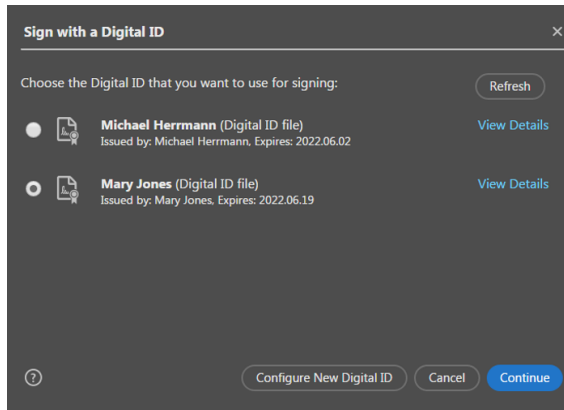 Sign with a Digital ID
Choose the Digital ID that you want to use for signing:
Refresh
Michael Herrmann (Digital ID file)
View Details
Issued by: Michael Herrmann, Expires: 2022.06.02
Mary Jones (Digital ID file)
View Details
Issued by: Mary Jones, Expires: 2022.06.19
Configure New Digital ID
Cancel
Continue